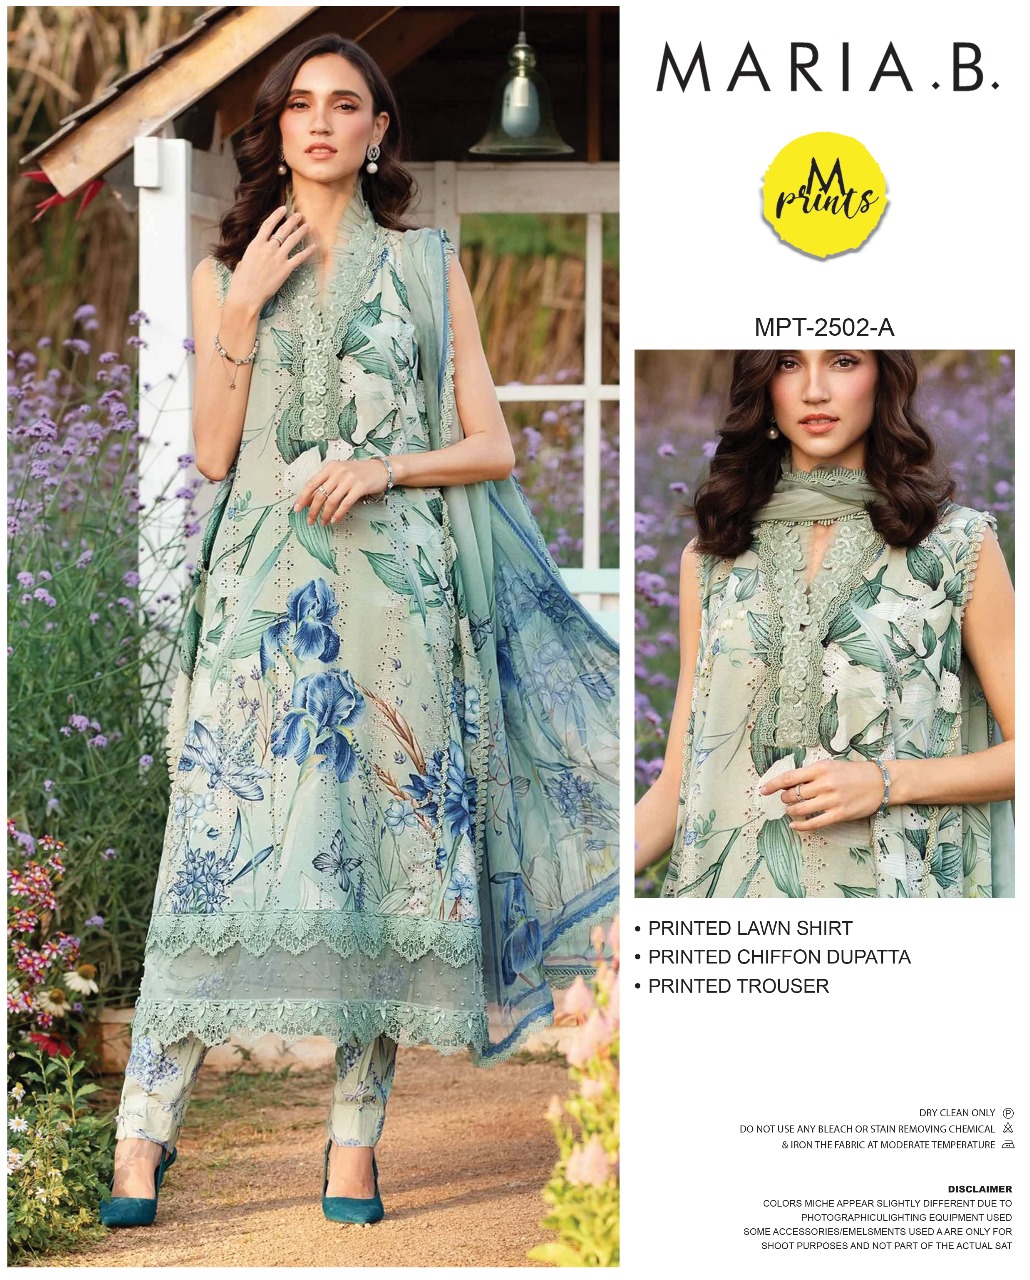 MARIA.B.
M
prints
MPT-2502-A
• PRINTED LAWN SHIRT
• PRINTED CHIFFON DUPATTA
• PRINTED TROUSER
DRY CLEAN ONLY Ⓟ
DO NOT USE ANY BLEACH OR STAIN REMOVING CHEMICAL
& IRON THE FABRIC AT MODERATE TEMPERATURE
DISCLAIMER
COLORS MICHE APPEAR SLIGHTLY DIFFERENT DUE TO
PHOTOGRAPHICULIGHTING EQUIPMENT USED
SOME ACCESSORIES/EMELSMENTS USED A ARE ONLY FOR
SHOOT PURPOSES AND NOT PART OF THE ACTUAL SAT